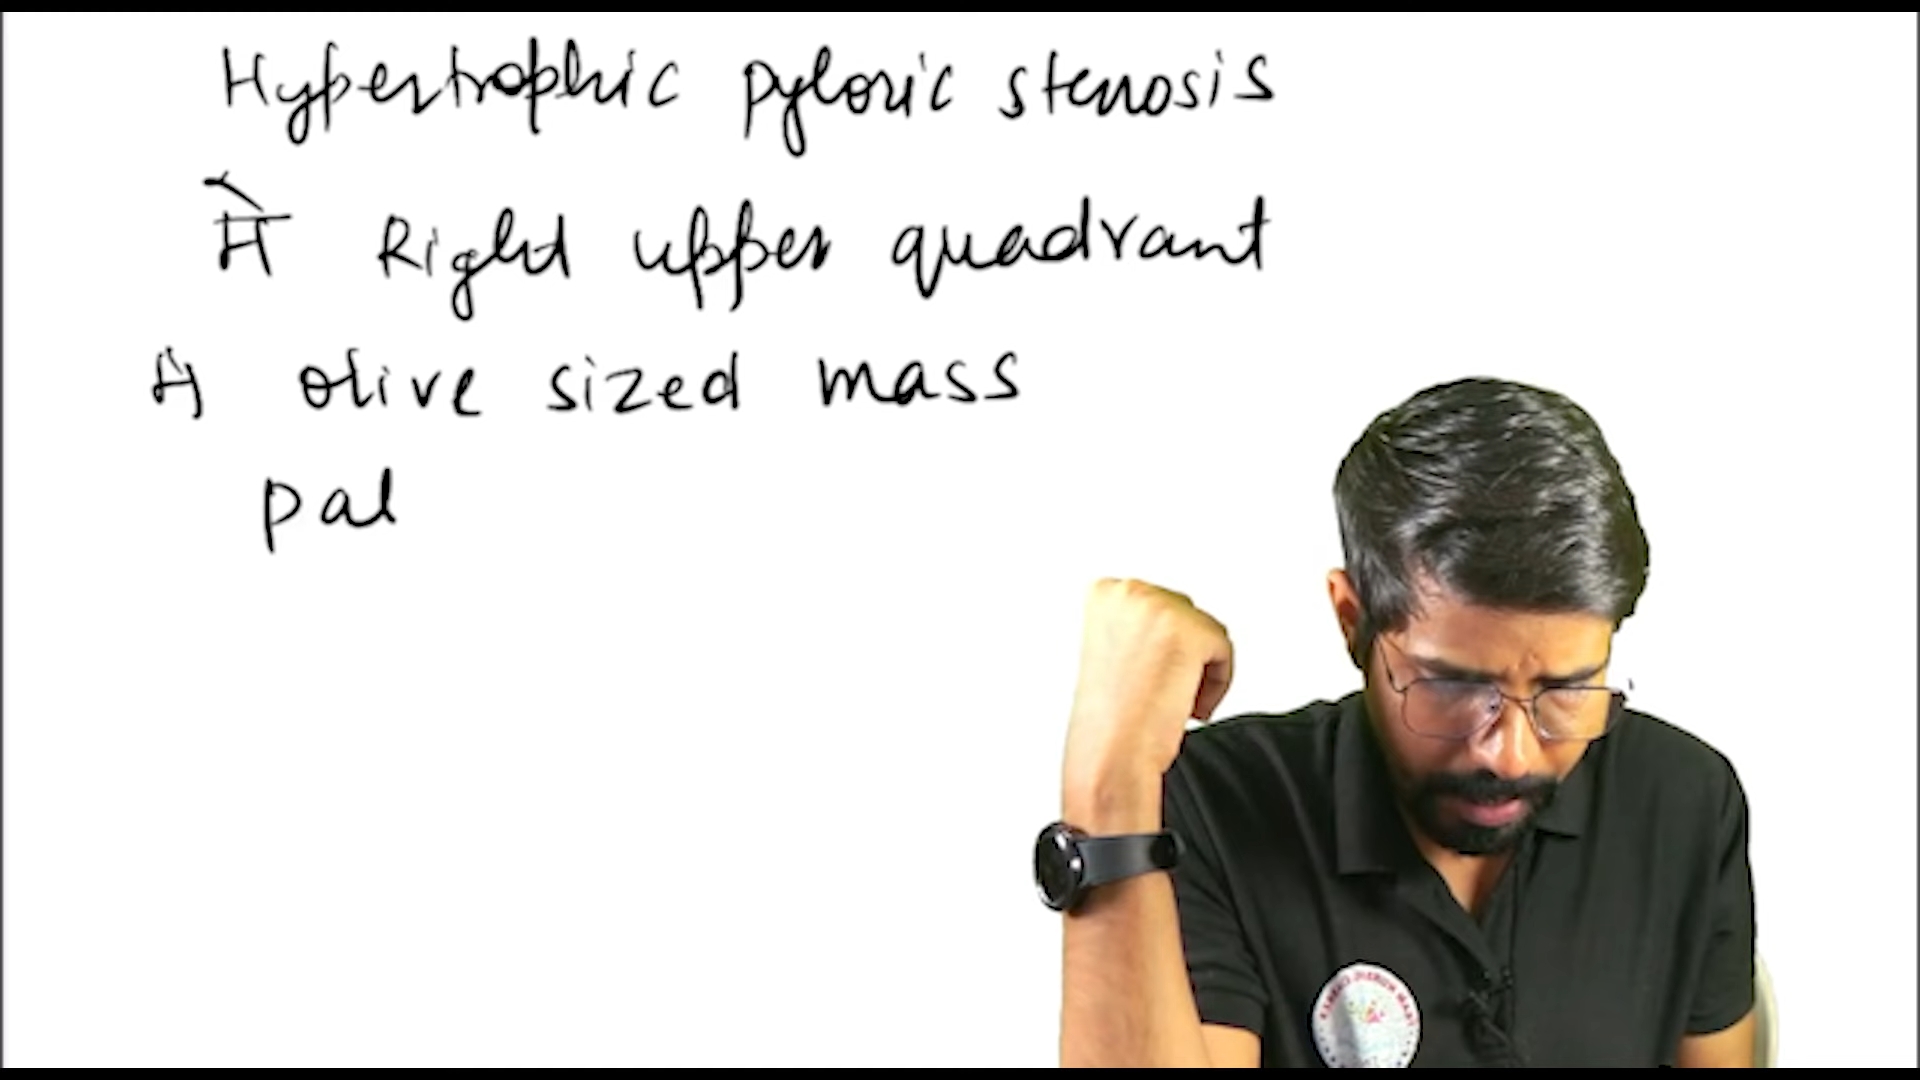 Hypertrophic pyloric stenosis
में Right upper quadrant
में olive sized mass
pal